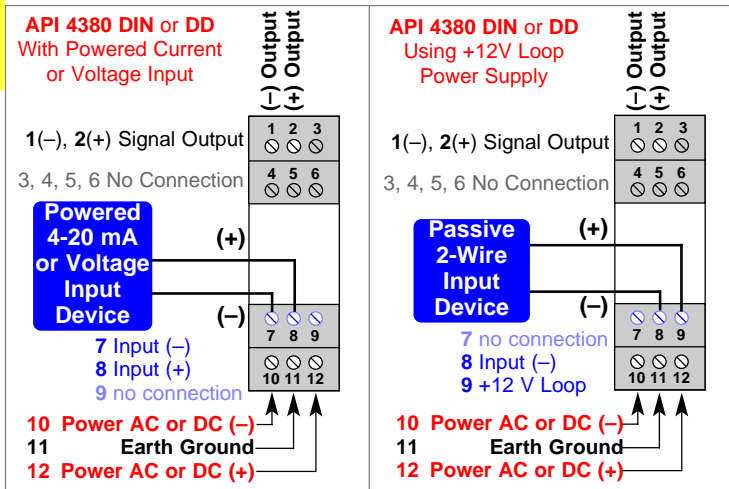 API 4380 DIN or DD
With Powered Current
or Voltage Input
(–) Output
(+) Output
1(–), 2(+) Signal Output
1 2 3
3, 4, 5, 6 No Connection
4 5 6
Powered
4-20 mA
or Voltage
Input
Device
(+)
(–)
7 8 9
7 Input (–)
8 Input (+)
9 no connection
10 11 12
10 Power AC or DC (–)
11 Earth Ground
12 Power AC or DC (+)
API 4380 DIN or DD
Using +12V Loop
Power Supply
(–) Output
(+) Output
1(–), 2(+) Signal Output
1 2 3
3, 4, 5, 6 No Connection
4 5 6
Passive
2-Wire
Input
Device
(+)
(–)
7 8 9
7 no connection
8 Input (–)
9 +12 V Loop
10 11 12
10 Power AC or DC (–)
11 Earth Ground
12 Power AC or DC (+)